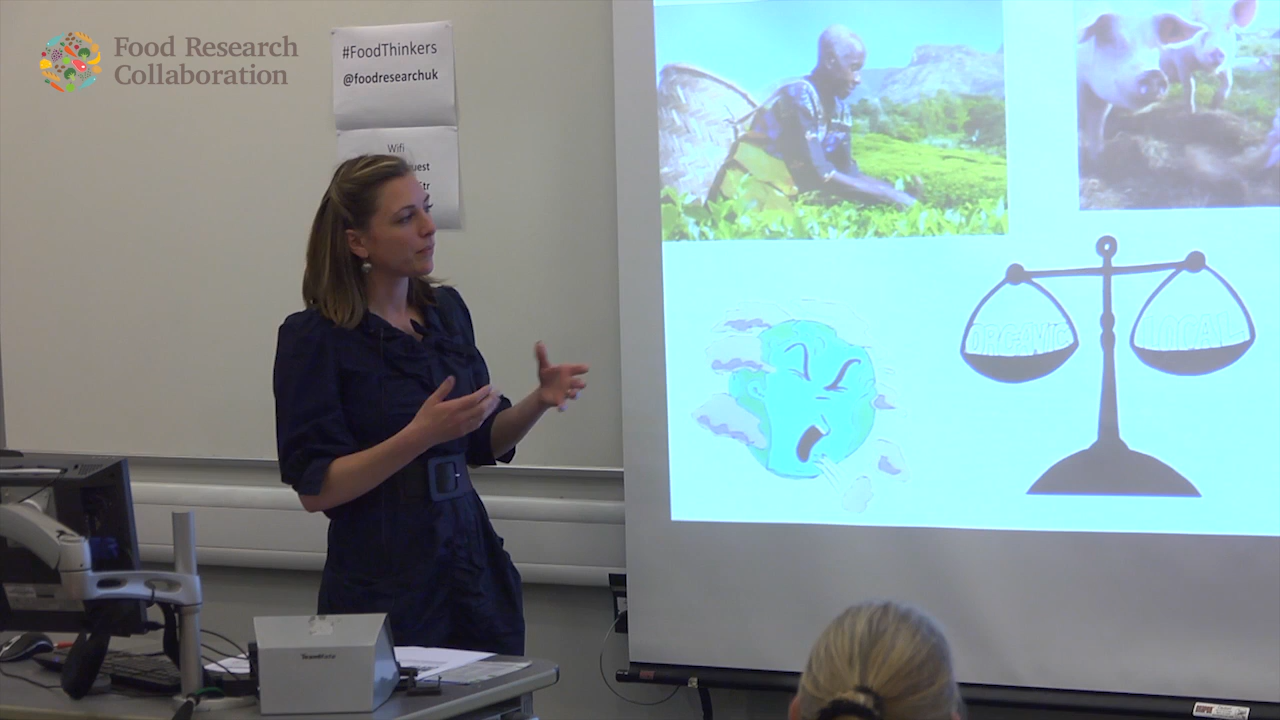 Food Research
Collaboration
#FoodThinkers
@foodresearchuk
Wifi
ORGANIC
LOCAL